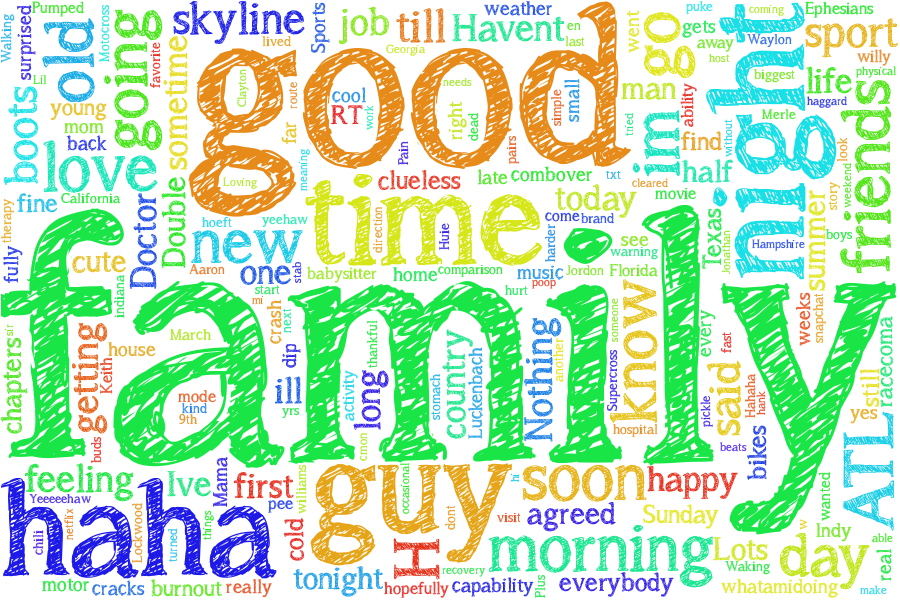 Pumped
skyline
Sports
job
till
weather
Havent
en
last
went
go
puke
gets
away
host
night
coming
Waylon
biggest
Ephesians
sport
willy
physical
life
haggard
Walking
surprised
Lil
old
going
Motocross
favorite
sometime
lived
good
Clayton
Loving
route
far
meaning
cool
RT
work
Georgia
Pain
needs
right
dead
pairs
simple
small
txt
man
tried
im
cleared
ability
find
half
movie
without
Merle
look
weekend
story
boys
friends
boots
young
mom
back
love
California
fine
therapy
fully
cute
Doctor
Double
hoeft
yeehaw
new
Aaron
one
stab
start
mi
clueless
late
combover
time
direction
Huie
today
come
brand
harder
see
warning
babysitter
home
comparison
music
Jordon
Florida
hurt
poop
Texas
Jonathan
Hampshire
summer
snapchat
weeks
family
indiana
March
crash
next
house
getting
Keith
chapters
sir
buds
mode
kind
9th
dip
ill
yrs
activity
long
thankful
cmon
stomach
country
Luckenbach
Nothing
another
Supercross
someone
know
hospital
every
fast
pickle
said
beats
Hahaha
hank
bikes
yes
still
racecoma
ATL
feeling
Ive
Mama
first
pee
williams
cold
guy
occasional
dont
hi
visit
soon
agreed
happy
Sunday
Lots
Waking
day
w
wanted
Indy
able
real
make
haha
Yeeeeehaw
chili
netflix
Lockwood
turned
things
motor
cracks
burnout
really
tonight
H
hopefully
recovery
capability
morning
Plus
everybody
whatamidoing